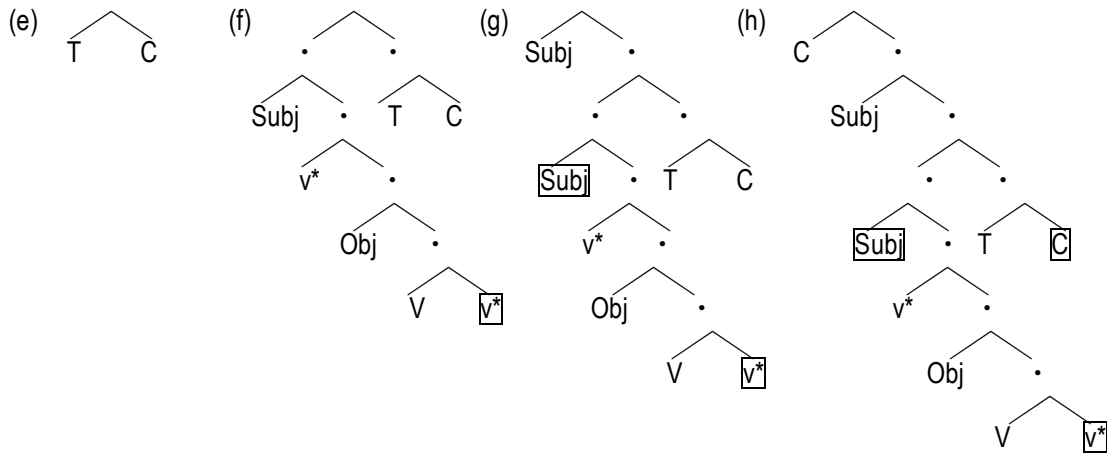 (e) (f) (g) (h)
T C Subj C
Subj T C Subj
v* Subj T C
Obj v* Subj T C
V v* Obj v*
V v* Obj
V v*